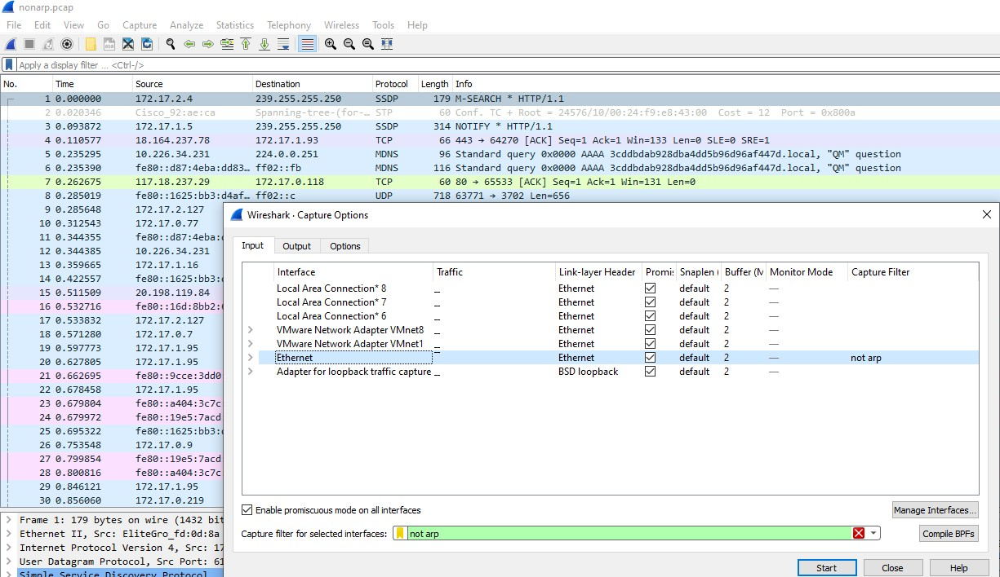 nonarp.pcap
File Edit View Go Capture Analyze Statistics Telephony Wireless Tools Help
Apply a display filter ... <Ctrl-/>
No. Time Source Destination Protocol Length Info
1 0.000000 172.17.2.4 239.255.255.250 SSDP 179 M-SEARCH * HTTP/1.1
2 0.020346 Cisco_92:ae:ca Spanning-tree-(for-… STP 60 Conf. TC + Root = 24576/10/00:24:f9:e8:43:00 Cost = 12 Port = 0x800a
3 0.093872 172.17.1.5 239.255.255.250 SSDP 314 NOTIFY * HTTP/1.1
4 0.110577 18.164.237.78 172.17.1.93 TCP 66 443 → 64270 [ACK] Seq=1 Ack=1 Win=133 Len=0 SLE=0 SRE=1
5 0.235295 10.226.34.231 224.0.0.251 MDNS 96 Standard query 0x0000 AAAA 3cddbdab928dba4dd5b96d96af447d.local, "QM" question
6 0.235390 fe80::d87:4eba:dd83… ff02::fb MDNS 116 Standard query 0x0000 AAAA 3cddbdab928dba4dd5b96d96af447d.local, "QM" question
7 0.262675 117.18.237.29 172.17.0.118 TCP 60 80 → 65533 [ACK] Seq=1 Ack=1 Win=131 Len=0
8 0.285019 fe80::1625:bb3:d4af… ff02::c UDP 718 63771 → 3702 Len=656
9 0.285648 172.17.2.127
10 0.312543 172.17.0.77
11 0.344355 fe80::d87:4eba:
12 0.344385 10.226.34.231
13 0.359665 172.17.1.16
14 0.422557 fe80::1625:bb3:
15 0.511509 20.198.119.84
16 0.532716 fe80::16d:8bb2:
17 0.533832 172.17.2.127
18 0.571280 172.17.0.7
19 0.597773 172.17.1.95
20 0.627805 172.17.1.95
21 0.662695 fe80::9cce:3dd0:
22 0.678458 172.17.1.95
23 0.679804 fe80::a404:3c7c
24 0.679972 fe80::19e5:7acd
25 0.695322 fe80::1625:bb3:
26 0.753548 172.17.0.9
27 0.799854 fe80::19e5:7acd
28 0.800816 fe80::a404:3c7c
29 0.846121 172.17.1.95
30 0.856060 172.17.0.219
Frame 1: 179 bytes on wire (1432 bit
Ethernet II, Src: EliteGro_fd:0d:8a
Internet Protocol Version 4, Src: 17
User Datagram Protocol, Src Port: 61
Simple Service Discovery Protocol
Wireshark · Capture Options
Input Output Options
Interface Traffic Link-layer Header Promis Snaplen ( Buffer (M Monitor Mode Capture Filter
Local Area Connection* 8 Ethernet default 2 —
Local Area Connection* 7 Ethernet default 2 —
Local Area Connection* 6 Ethernet default 2 —
VMware Network Adapter VMnet8 Ethernet default 2 —
VMware Network Adapter VMnet1 Ethernet default 2 —
Ethernet Ethernet default 2 — not arp
Adapter for loopback traffic capture BSD loopback default 2 —
Enable promiscuous mode on all interfaces
Manage Interfaces...
Capture filter for selected interfaces: not arp
Compile BPFs
Start Close Help